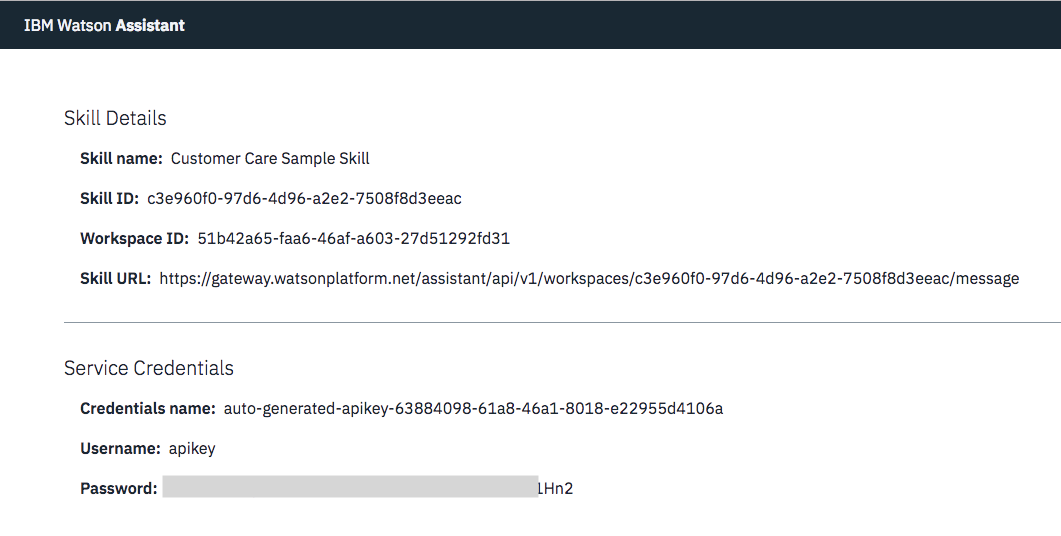 IBM Watson Assistant
Skill Details
Skill name: Customer Care Sample Skill
Skill ID: c3e960f0-97d6-4d96-a2e2-7508f8d3eeac
Workspace ID: 51b42a65-faa6-46af-a603-27d51292fd31
Skill URL: https://gateway.watsonplatform.net/assistant/api/v1/workspaces/c3e960f0-97d6-4d96-a2e2-7508f8d3eeac/message
Service Credentials
Credentials name: auto-generated-apikey-63884098-61a8-46a1-8018-e22955d4106a
Username: apikey
Password: 1Hn2